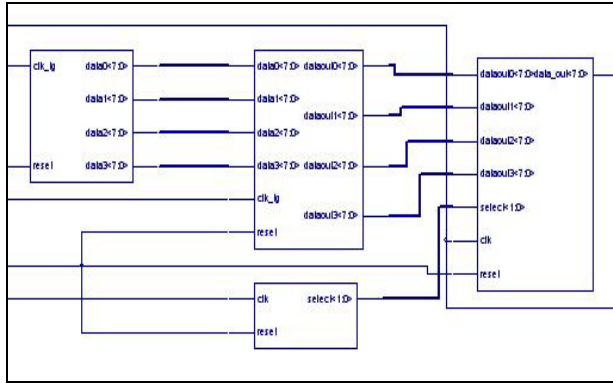 clk_lg data0<7:0>
data1<7:0>
data2<7:0>
reset data3<7:0>
data0<7:0> dataout0<7:0>
data1<7:0>
dataout1<7:0>
data2<7:0>
data3<7:0> dataout2<7:0>
clk_lg
dataout3<7:0>
reset
clk select<1:0>
reset
dataout0<7:0> data_out<7:0>
dataout1<7:0>
dataout2<7:0>
dataout3<7:0>
select<1:0>
clk
reset